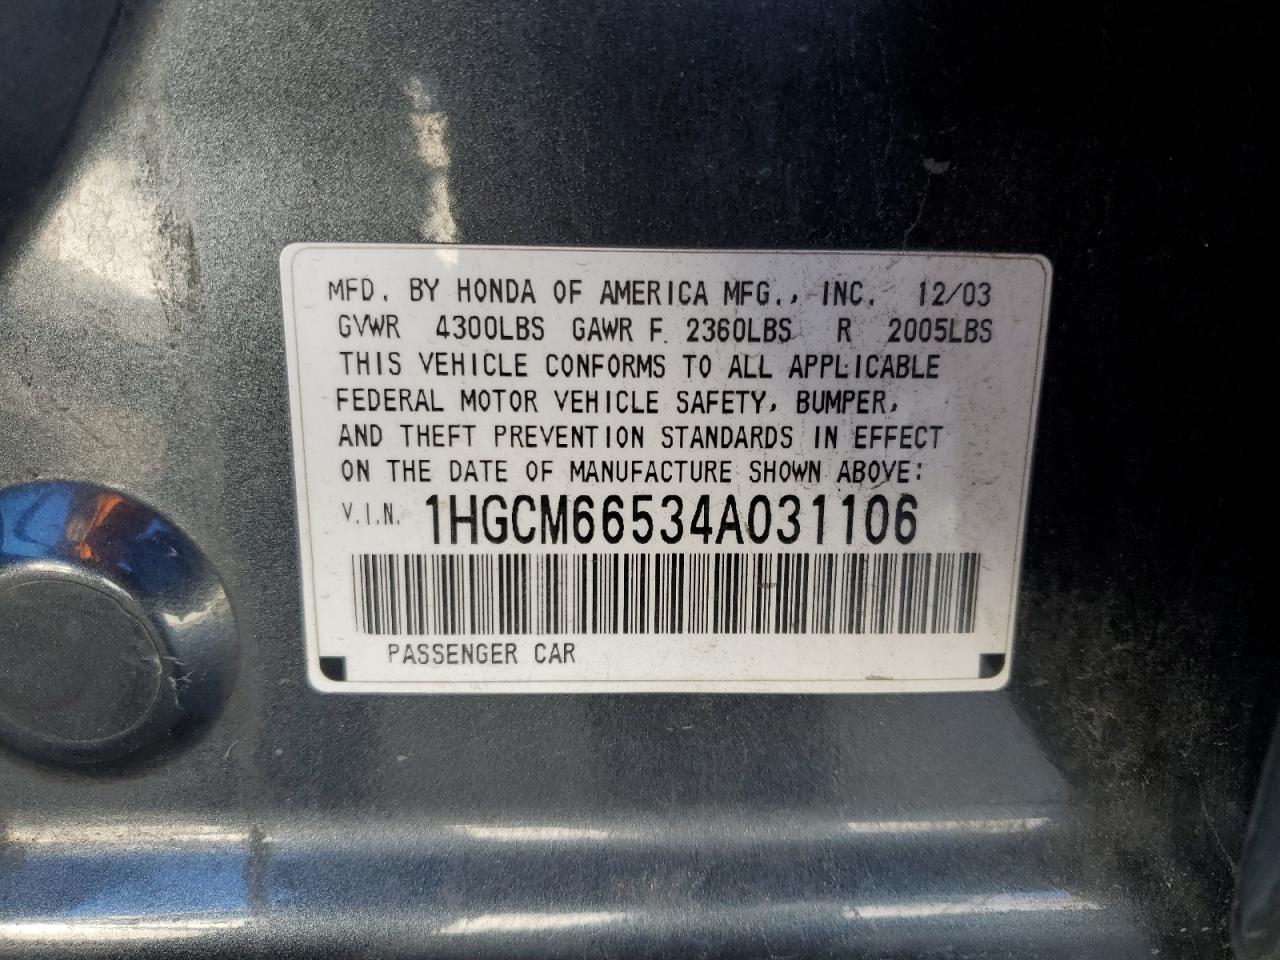 MFD. BY HONDA OF AMERICA MFG., INC. 12/03
GVWR 4300LBS GAWR F 2360LBS R 2005LBS
THIS VEHICLE CONFORMS TO ALL APPLICABLE
FEDERAL MOTOR VEHICLE SAFETY, BUMPER,
AND THEFT PREVENTION STANDARDS IN EFFECT
ON THE DATE OF MANUFACTURE SHOWN ABOVE:
V.I.N. 1HGCM66534A031106
PASSENGER CAR